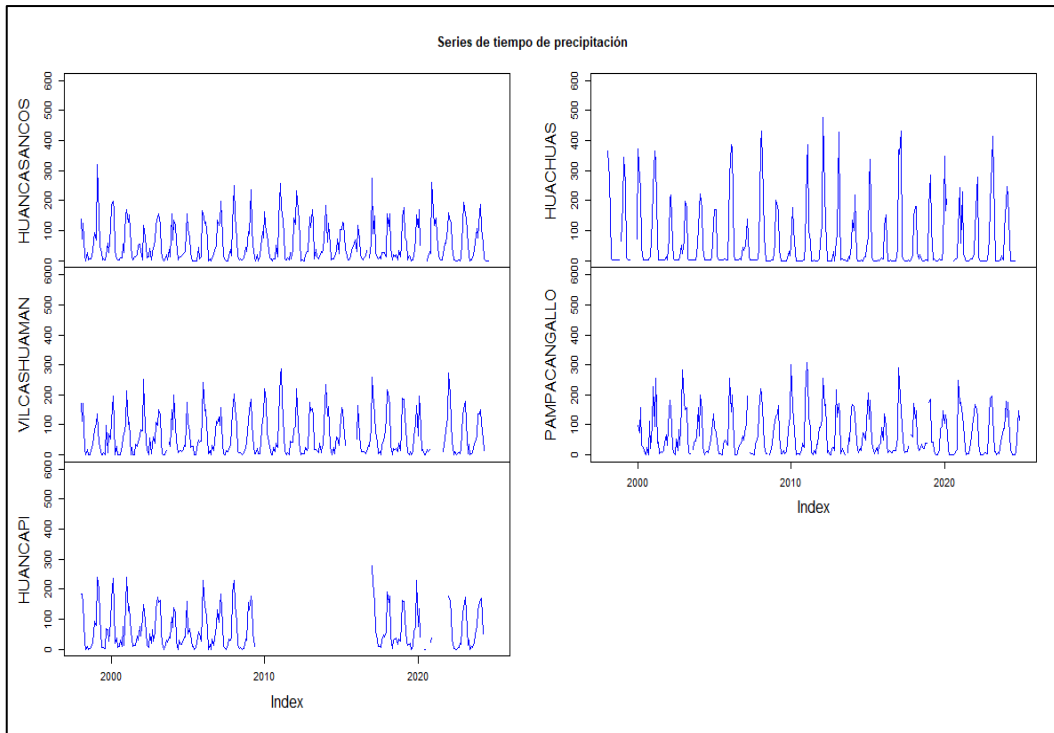 Series de tiempo de precipitación
HUANCASANCOS
0 100 200 300 400 500 600
VILCASHUAMAN
0 100 200 300 400 500 600
HUANCAPI
0 100 200 300 400 500 600
2000 2010 2020
Index
HUACHUAS
0 100 200 300 400 500 600
PAMPACANGALLO
0 100 200 300 400 500 600
2000 2010 2020
Index